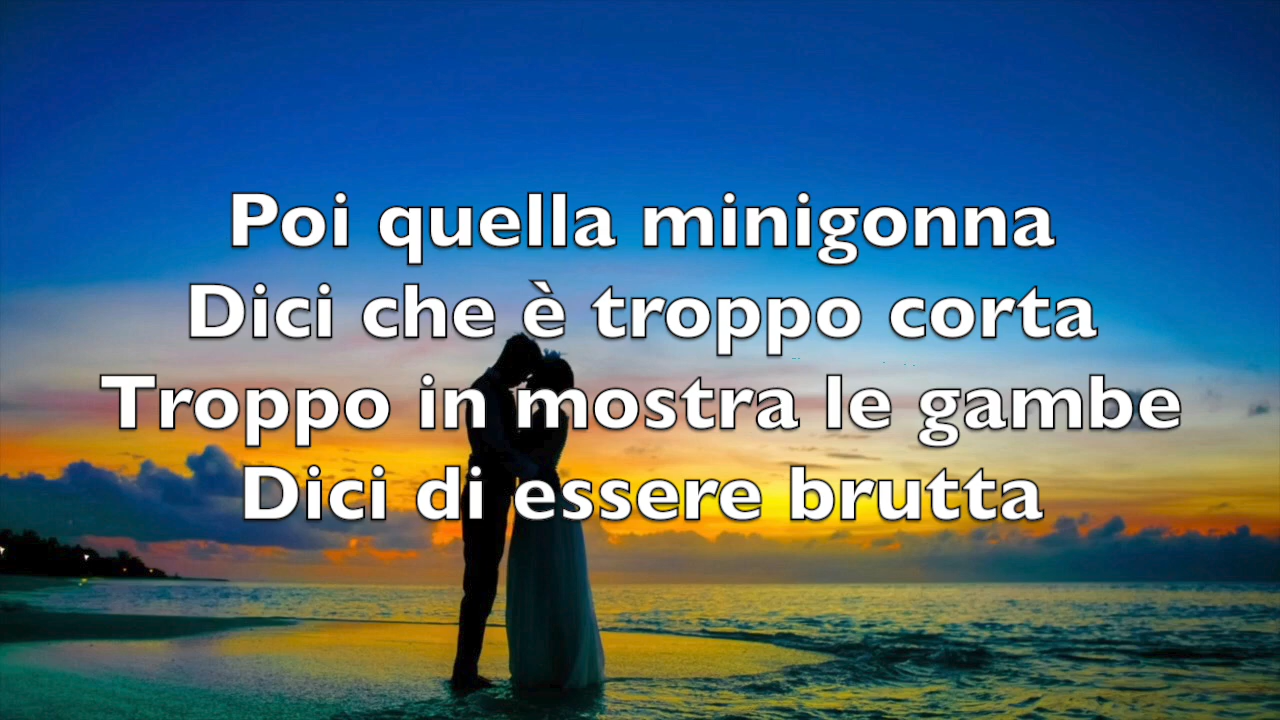 Poi quella minigonna
Dici che è troppo corta
Troppo in mostra le gambe
Dici di essere brutta